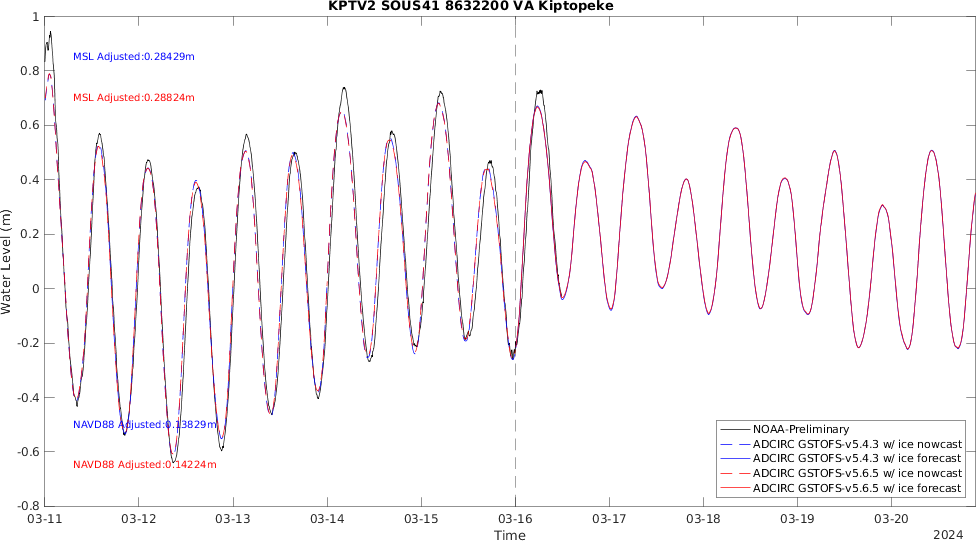 KPTV2 SOUS41 8632200 VA Kiptopeke
1
0.8
0.6
0.4
0.2
0
-0.2
-0.4
-0.6
-0.8
Water Level (m)
MSL Adjusted:0.28429m
MSL Adjusted:0.28824m
NAVD88 Adjusted:0.13829m
NAVD88 Adjusted:0.14224m
NOAA-Preliminary
ADCIRC GSTOFS-v5.4.3 w/ ice nowcast
ADCIRC GSTOFS-v5.4.3 w/ ice forecast
ADCIRC GSTOFS-v5.6.5 w/ ice nowcast
ADCIRC GSTOFS-v5.6.5 w/ ice forecast
03-11 03-12 03-13 03-14 03-15 03-16 03-17 03-18 03-19 03-20
Time
2024